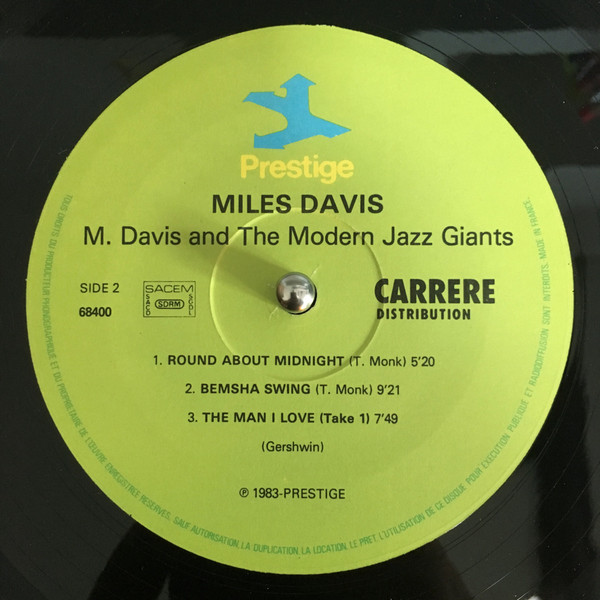 Prestige
MILES DAVIS
M. Davis and The Modern Jazz Giants
SIDE 2
68400
SACEM
SACD
SDRM
SGDL
CARRERE
DISTRIBUTION
1. ROUND ABOUT MIDNIGHT (T. Monk) 5'20
2. BEMSHA SWING (T. Monk) 9'21
3. THE MAN I LOVE (Take 1) 7'49
(Gershwin)
℗ 1983-PRESTIGE
TOUS DROITS DU PRODUCTEUR PHONOGRAPHIQUE ET DU PROPRIETAIRE DE L'ŒUVRE ENREGISTREE RESERVES. SAUF AUTORISATION, LA DUPLICATION, LA LOCATION, LE PRET, L'UTILISATION DE CE DISQUE POUR EXECUTION PUBLIQUE ET RADIODIFFUSION SONT INTERDITS. MADE IN FRANCE.